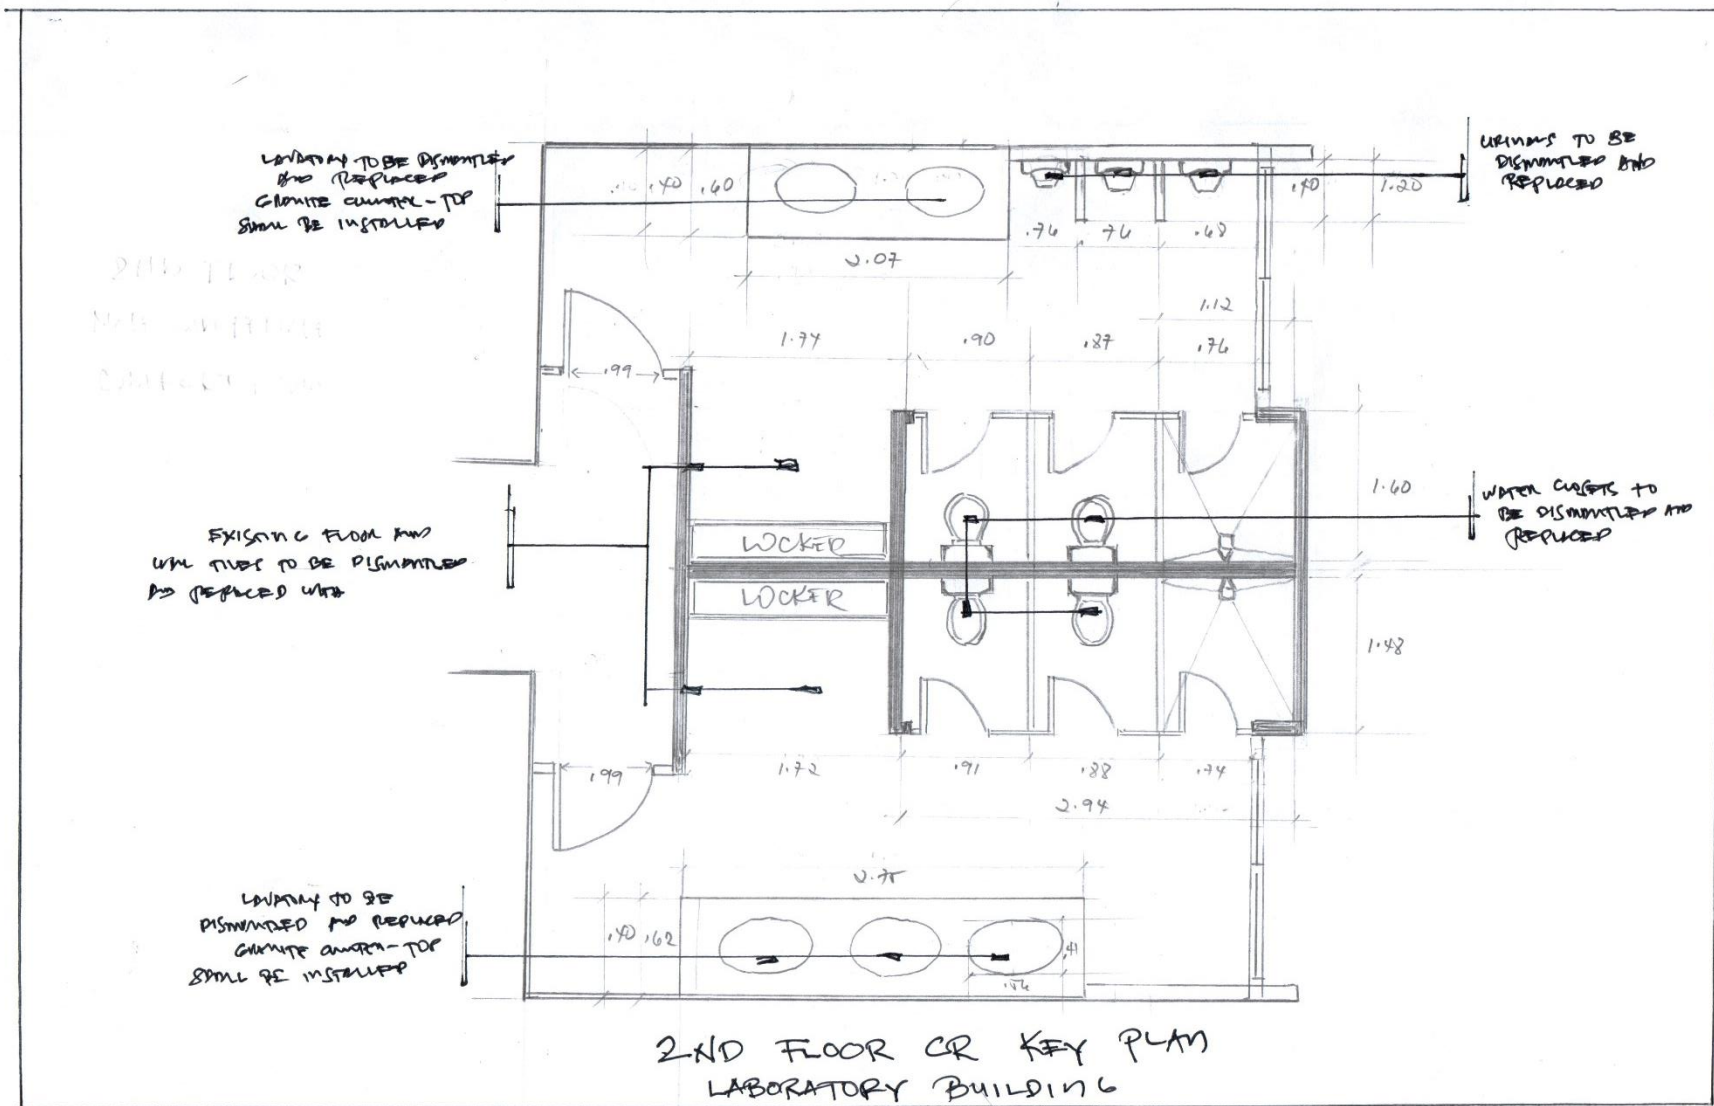 LAVATORY TO BE DISMANTLED
AND REPLACED
GRANITE COUNTER-TOP
SHALL BE INSTALLED
URINALS TO BE
DISMANTLED AND
REPLACED
.40
.60
.40
1.20
.76
.76
.68
2.07
1.12
1.74
.90
.87
.76
.99
1.60
WATER CLOSETS TO
BE DISMANTLED AND
REPLACED
EXISTING FLOOR AND
WALL TILES TO BE DISMANTLED
AND REPLACED WITH
LOCKER
LOCKER
1.48
.99
1.72
.91
.88
.74
2.94
2.75
LAVATORY TO BE
DISMANTLED AND REPLACED
GRANITE COUNTER-TOP
SHALL BE INSTALLED
.40
.62
.41
.56
2ND FLOOR CR KEY PLAN
LABORATORY BUILDING